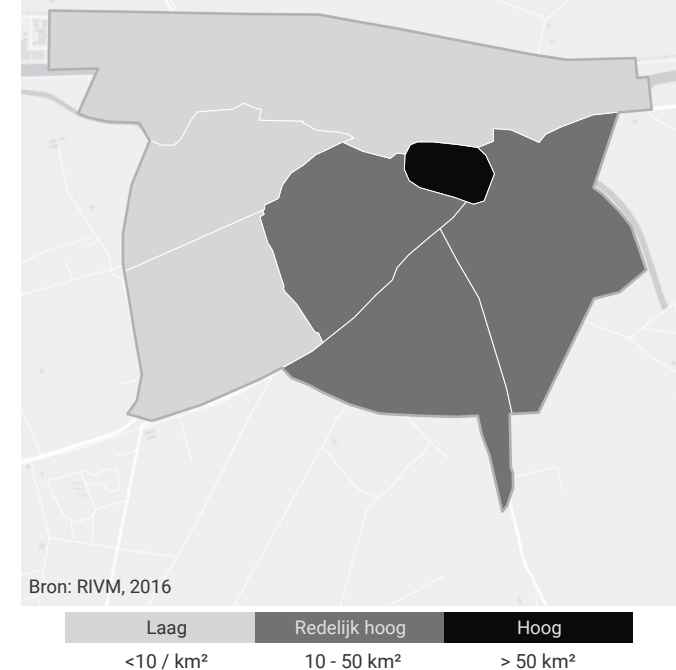 Bron: RIVM, 2016
Laag Redelijk hoog Hoog
<10 / km² 10 - 50 km² > 50 km²